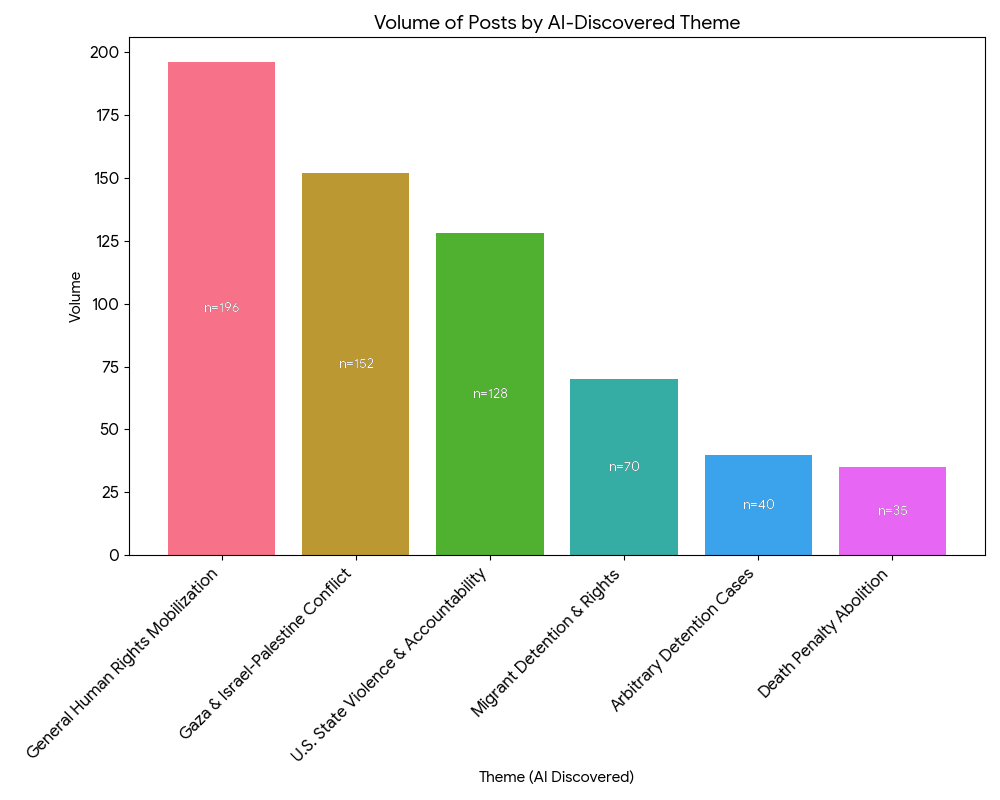 Volume of Posts by AI-Discovered Theme
200
175
150
125
100
75
50
25
0
Volume
n=196
n=152
n=128
n=70
n=40
n=35
General Human Rights Mobilization
Gaza & Israel-Palestine Conflict
U.S. State Violence & Accountability
Migrant Detention & Rights
Arbitrary Detention Cases
Death Penalty Abolition
Theme (AI Discovered)